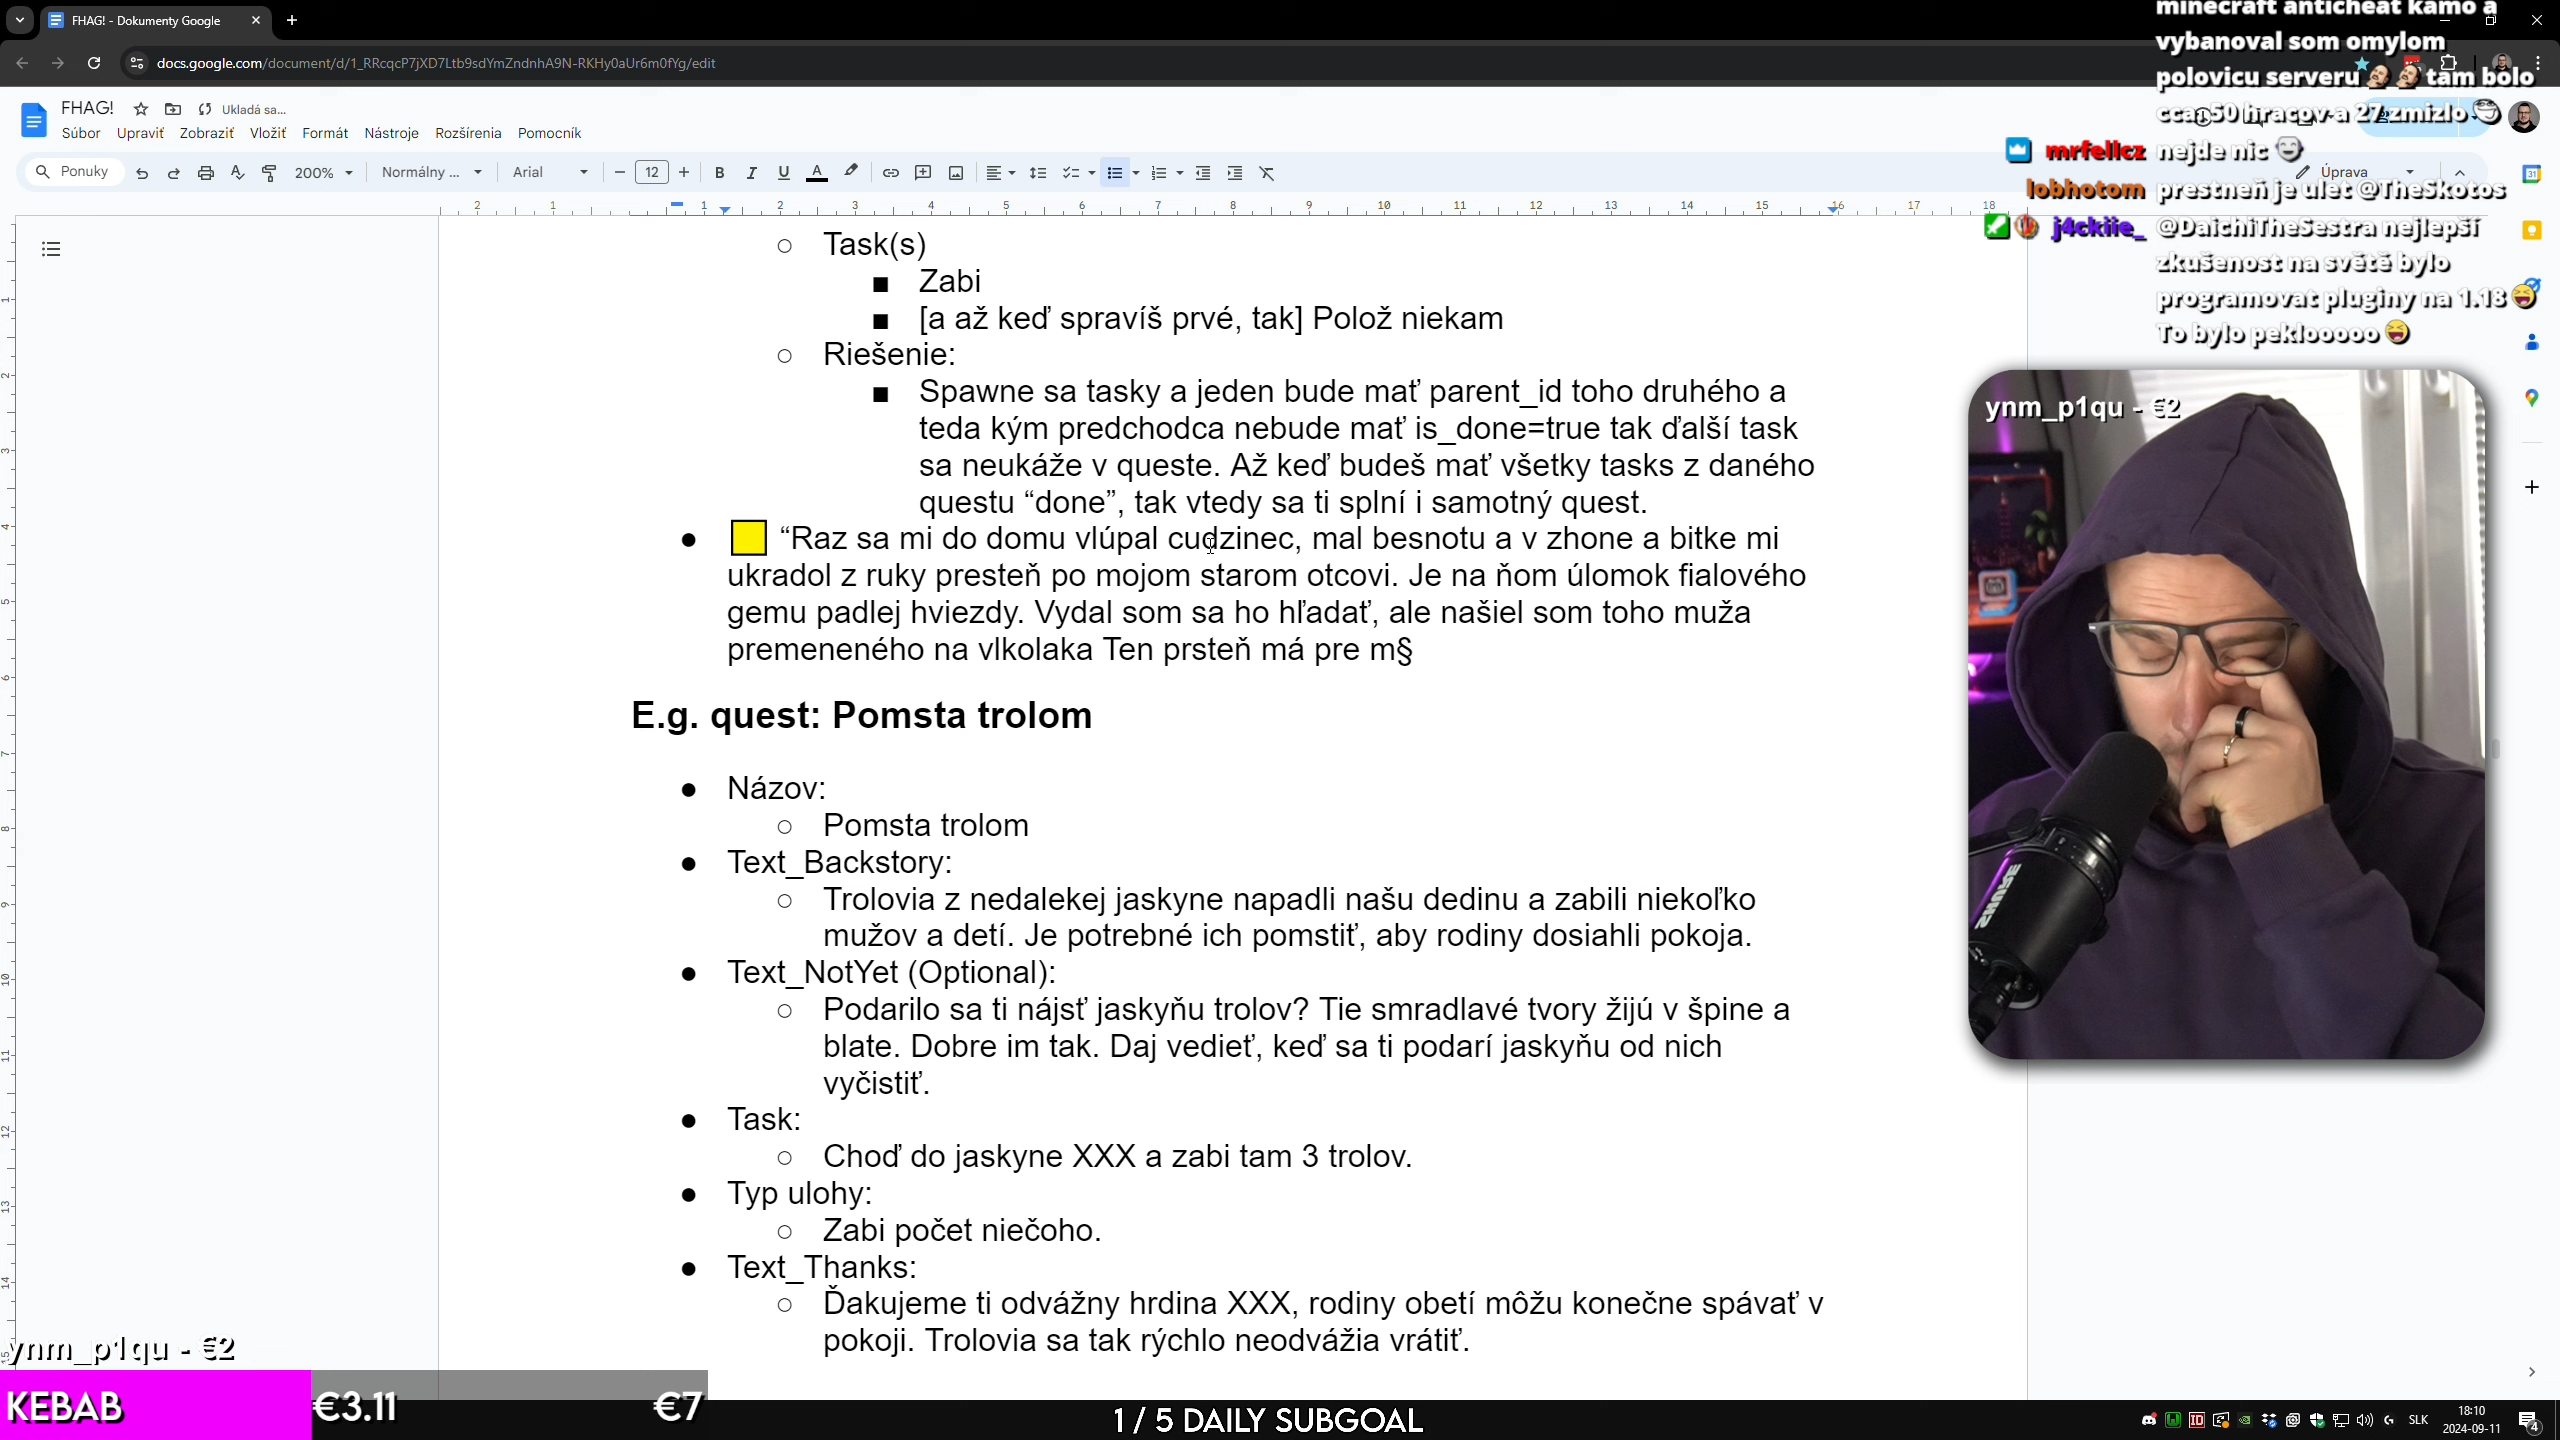 FHAG! - Dokumenty Google
docs.google.com/document/d/1_RRcqcP7jXD7Ltb9sdYmZndnhA9N-RKHy0aUr6m0fYg/edit
FHAG!
Ukladá sa...
Súbor Upraviť Zobraziť Vložiť Formát Nástroje Rozšírenia Pomocník
Ponuky 200% Normálny ... Arial 12 Úprava
Task(s)
Zabi
[a až keď spravíš prvé, tak] Polož niekam
Riešenie:
Spawne sa tasky a jeden bude mať parent_id toho druhého a
teda kým predchodca nebude mať is_done=true tak ďalší task
sa neukáže v queste. Až keď budeš mať všetky tasks z daného
questu “done”, tak vtedy sa ti splní i samotný quest.
“Raz sa mi do domu vlúpal cudzinec, mal besnotu a v zhone a bitke mi
ukradol z ruky presteň po mojom starom otcovi. Je na ňom úlomok fialového
gemu padlej hviezdy. Vydal som sa ho hľadať, ale našiel som toho muža
premeneného na vlkolaka Ten prsteň má pre m§
E.g. quest: Pomsta trolom
Názov:
Pomsta trolom
Text_Backstory:
Trolovia z nedalekej jaskyne napadli našu dedinu a zabili niekoľko
mužov a detí. Je potrebné ich pomstiť, aby rodiny dosiahli pokoja.
Text_NotYet (Optional):
Podarilo sa ti nájsť jaskyňu trolov? Tie smradlavé tvory žijú v špine a
blate. Dobre im tak. Daj vedieť, keď sa ti podarí jaskyňu od nich
vyčistiť.
Task:
Choď do jaskyne XXX a zabi tam 3 trolov.
Typ ulohy:
Zabi počet niečoho.
Text_Thanks:
Ďakujeme ti odvážny hrdina XXX, rodiny obetí môžu konečne spávať v
pokoji. Trolovia sa tak rýchlo neodvážia vrátiť.
minecraft anticheat kamo a
vybanoval som omylom
polovicu serveru tam bolo
cca 50 hracov a 27 zmizlo
mrfellcz nejde nic
lobhotom prestneň je ulet @TheSkotos
j4ckiie_ @DaichiTheSestra nejlepší
zkušenost na světě bylo
programovat pluginy na 1.18
To bylo peklooooo
ynm_p1qu - €2
SHURE
ynm_p1qu - €2
KEBAB €3.11 €7
1 / 5 DAILY SUBGOAL
SLK
18:10
2024-09-11
4